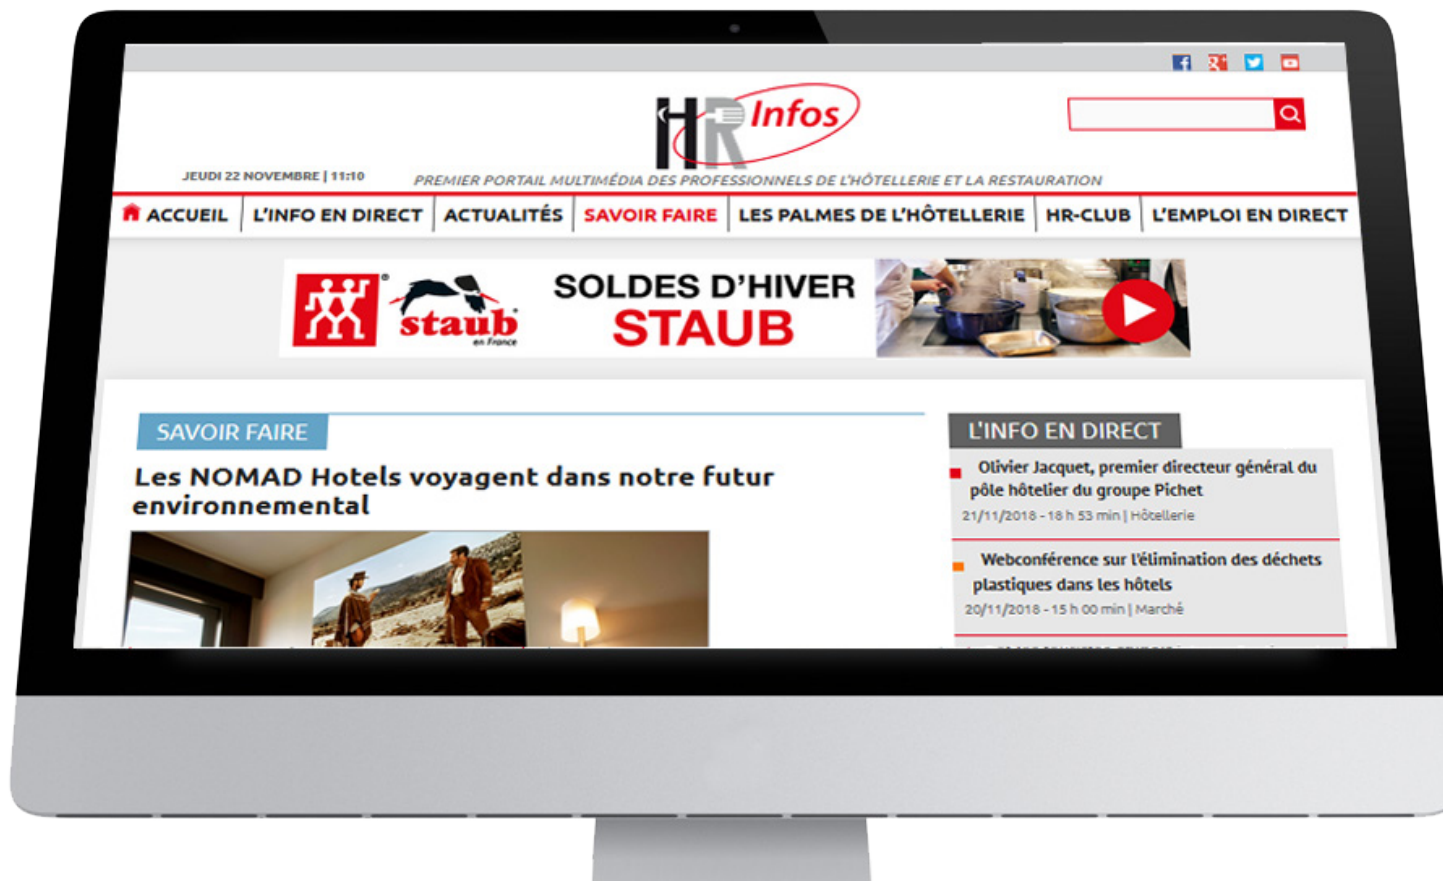 HR Infos
JEUDI 22 NOVEMBRE | 11:10
PREMIER PORTAIL MULTIMÉDIA DES PROFESSIONNELS DE L'HÔTELLERIE ET LA RESTAURATION
ACCUEIL
L'INFO EN DIRECT
ACTUALITÉS
SAVOIR FAIRE
LES PALMES DE L'HÔTELLERIE
HR-CLUB
L'EMPLOI EN DIRECT
staub
en France
SOLDES D'HIVER
STAUB
SAVOIR FAIRE
Les NOMAD Hotels voyagent dans notre futur
environnemental
L'INFO EN DIRECT
Olivier Jacquet, premier directeur général du
pôle hôtelier du groupe Pichet
21/11/2018 - 18 h 53 min | Hôtellerie
Webconférence sur l'élimination des déchets
plastiques dans les hôtels
20/11/2018 - 15 h 00 min | Marché